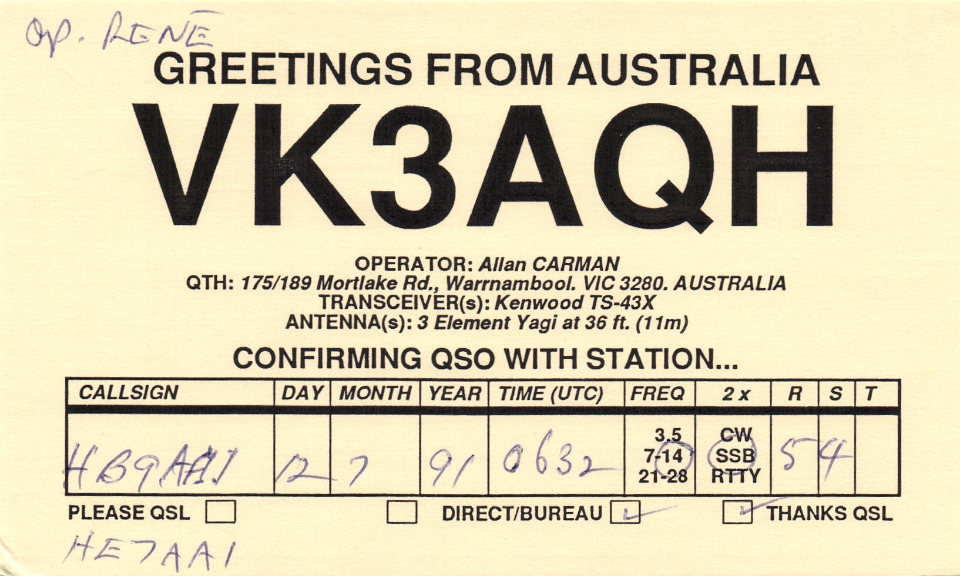 Op. RENE
GREETINGS FROM AUSTRALIA
VK3AQH
OPERATOR: Allan CARMAN
QTH: 175/189 Mortlake Rd., Warrnambool. VIC 3280. AUSTRALIA
TRANSCEIVER(s): Kenwood TS-43X
ANTENNA(s): 3 Element Yagi at 36 ft. (11m)
CONFIRMING QSO WITH STATION...
CALLSIGN DAY MONTH YEAR TIME (UTC) FREQ 2 x R S T
3.5 CW
HB9AAI 12 7 91 0632 7-14 SSB 5 4
21-28 RTTY
PLEASE QSL DIRECT/BUREAU THANKS QSL
HE7AAI